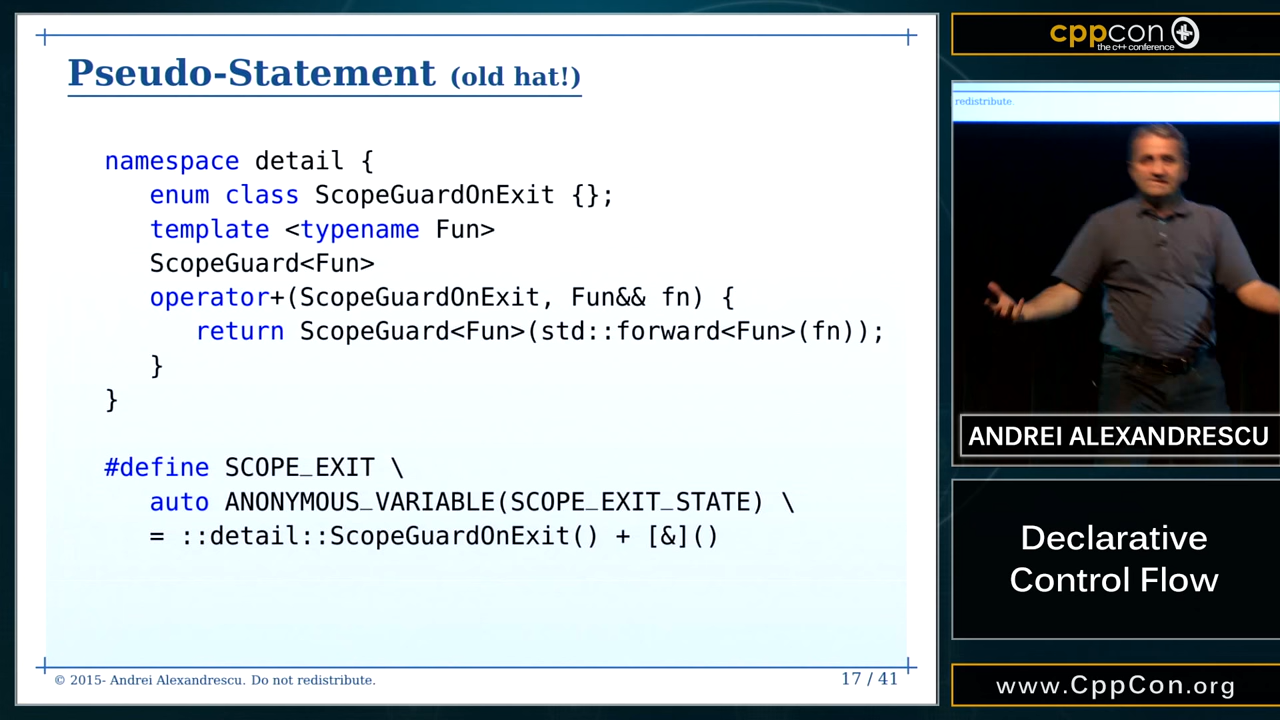 Pseudo-Statement (old hat!)
namespace detail {
enum class ScopeGuardOnExit {};
template <typename Fun>
ScopeGuard<Fun>
operator+(ScopeGuardOnExit, Fun&& fn) {
return ScopeGuard<Fun>(std::forward<Fun>(fn));
}
}
#define SCOPE_EXIT \
auto ANONYMOUS_VARIABLE(SCOPE_EXIT_STATE) \
= ::detail::ScopeGuardOnExit() + [&]()
© 2015- Andrei Alexandrescu. Do not redistribute.
17 / 41
cppcon
the c++ conference
redistribute.
ANDREI ALEXANDRESCU
Declarative
Control Flow
www.CppCon.org